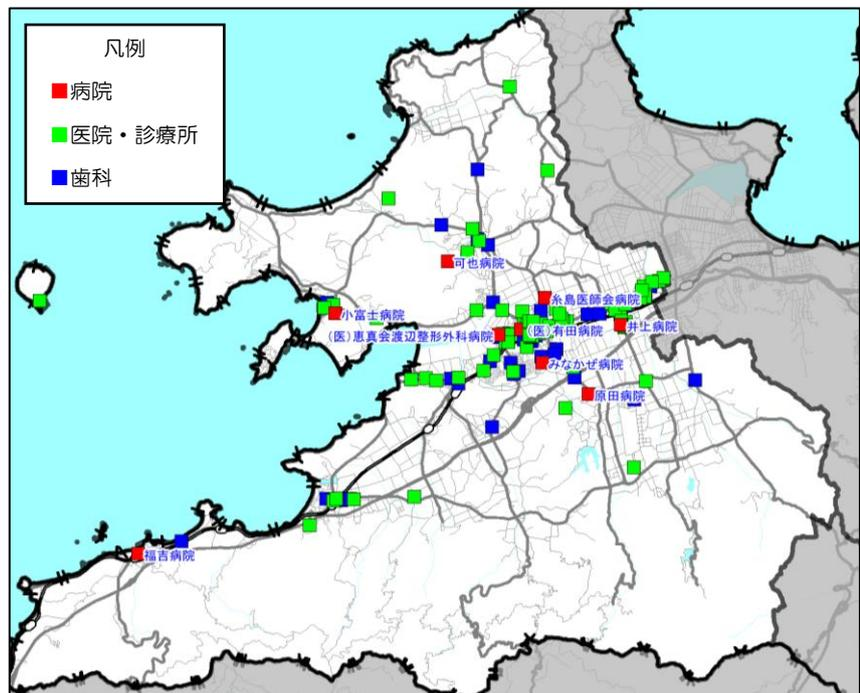 凡例
病院
医院・診療所
歯科
可也病院
糸島医師会病院
小富士病院
井上病院
(医)恵真会渡辺整形外科病院
(医)有田病院
みなかぜ病院
原田病院
福吉病院